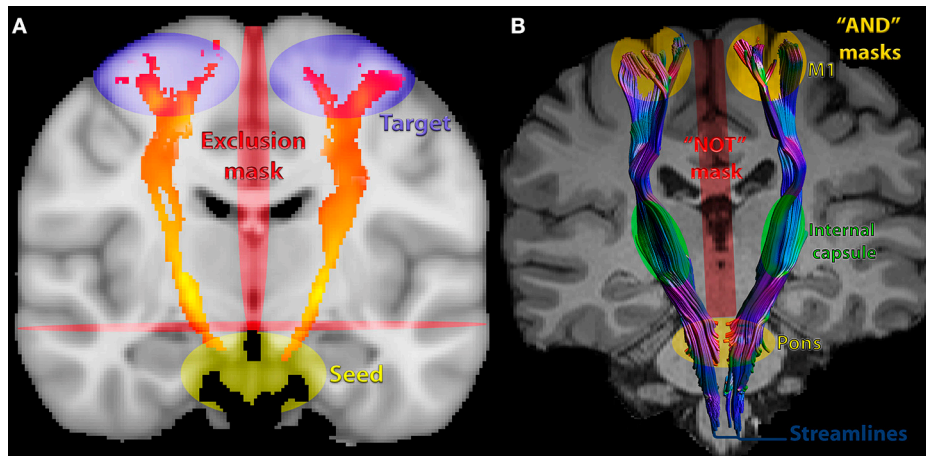 A
Target
Exclusion
mask
Seed
B
"AND"
masks
M1
"NOT"
mask
Internal
capsule
Pons
Streamlines